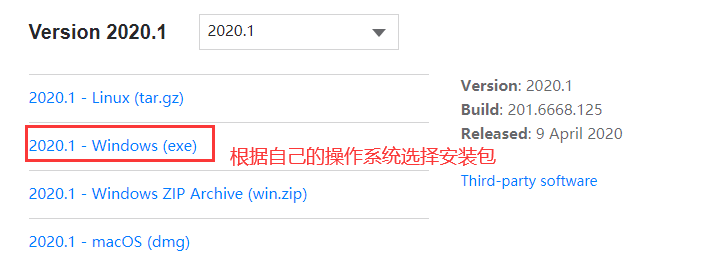 Version 2020.1
2020.1
2020.1 - Linux (tar.gz)
2020.1 - Windows (exe)
根据自己的操作系统选择安装包
2020.1 - Windows ZIP Archive (win.zip)
2020.1 - macOS (dmg)
Version: 2020.1
Build: 201.6668.125
Released: 9 April 2020
Third-party software